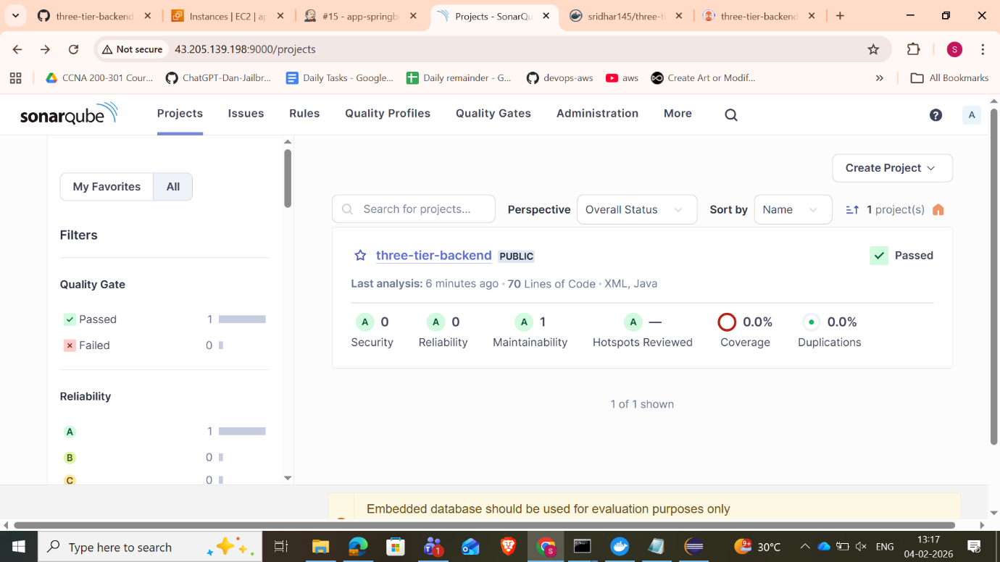 three-tier-backend
Instances | EC2 | ap
#15 - app-springb
Projects - SonarQu
sridhar145/three-ti
three-tier-backend
Not secure
43.205.139.198:9000/projects
S
CCNA 200-301 Cour...
ChatGPT-Dan-Jailbr...
Daily Tasks - Google...
Daily remainder - G...
devops-aws
aws
Create Art or Modif...
»
All Bookmarks
sonarqube
Projects
Issues
Rules
Quality Profiles
Quality Gates
Administration
More
?
A
My Favorites
All
Create Project
Search for projects...
Perspective
Overall Status
Sort by
Name
1 project(s)
Filters
Quality Gate
Passed 1
Failed 0
Reliability
A 1
B 0
C 0
three-tier-backend
PUBLIC
Passed
Last analysis: 6 minutes ago • 70 Lines of Code • XML, Java
A 0
Security
A 0
Reliability
A 1
Maintainability
A —
Hotspots Reviewed
0.0%
Coverage
0.0%
Duplications
1 of 1 shown
Embedded database should be used for evaluation purposes only
Type here to search
1
S
9+
30°C
ENG
13:17
04-02-2026